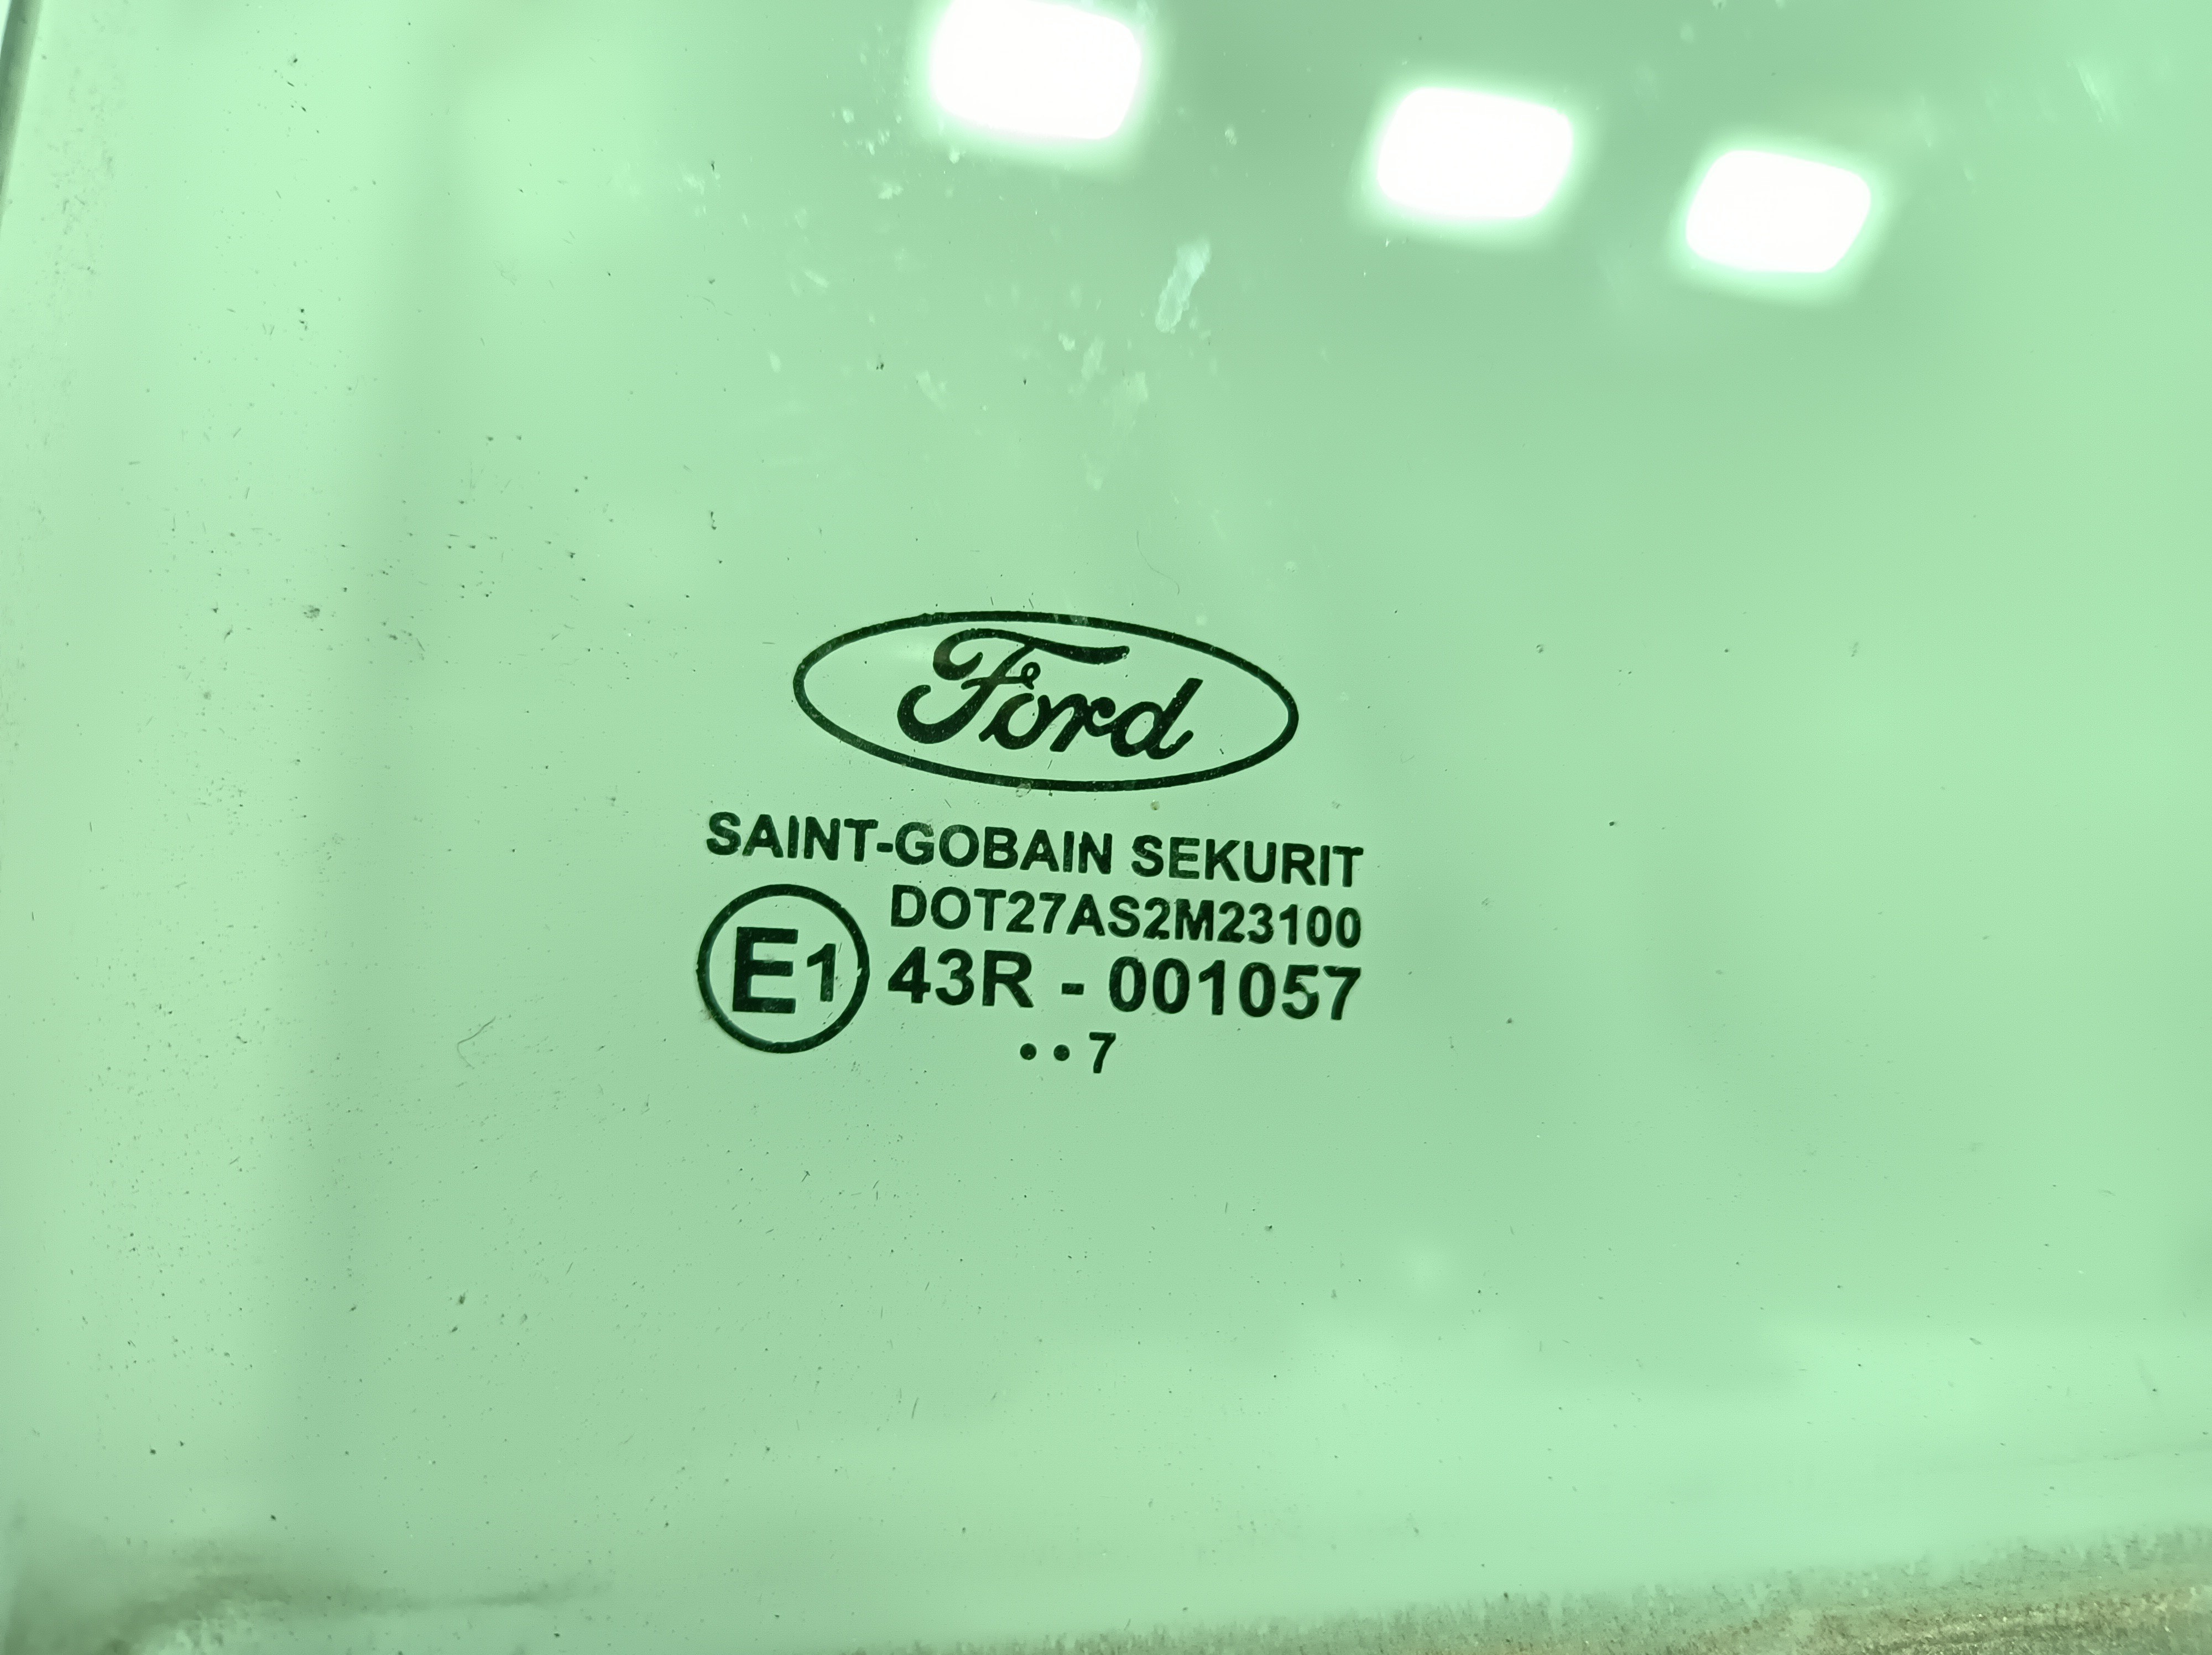 Ford
SAINT-GOBAIN SEKURIT
DOT27AS2M23100
E1 43R - 001057
••7